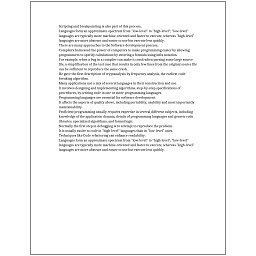 Scripting and breakpointing is also part of this process.
Languages form an approximate spectrum from "low-level" to "high-level"; "low-level"
languages are typically more machine-oriented and faster to execute, whereas "high-level"
languages are more abstract and easier to use but execute less quickly.
There are many approaches to the Software development process.
Compilers harnessed the power of computers to make programming easier by allowing
programmers to specify calculations by entering a formula using infix notation.
For example, when a bug in a compiler can make it crash when parsing some large source
file, a simplification of the test case that results in only few lines from the original source file
can be sufficient to reproduce the same crash.
He gave the first description of cryptanalysis by frequency analysis, the earliest code-
breaking algorithm.
Many applications use a mix of several languages in their construction and use.
It involves designing and implementing algorithms, step-by-step specifications of
procedures, by writing code in one or more programming languages.
Programming languages are essential for software development.
It affects the aspects of quality above, including portability, usability and most importantly
maintainability.
Proficient programming usually requires expertise in several different subjects, including
knowledge of the application domain, details of programming languages and generic code
libraries, specialized algorithms, and formal logic.
Normally the first step in debugging is to attempt to reproduce the problem.
It is usually easier to code in "high-level" languages than in "low-level" ones.
Techniques like Code refactoring can enhance readability.
Languages form an approximate spectrum from "low-level" to "high-level"; "low-level"
languages are typically more machine-oriented and faster to execute, whereas "high-level"
languages are more abstract and easier to use but execute less quickly.